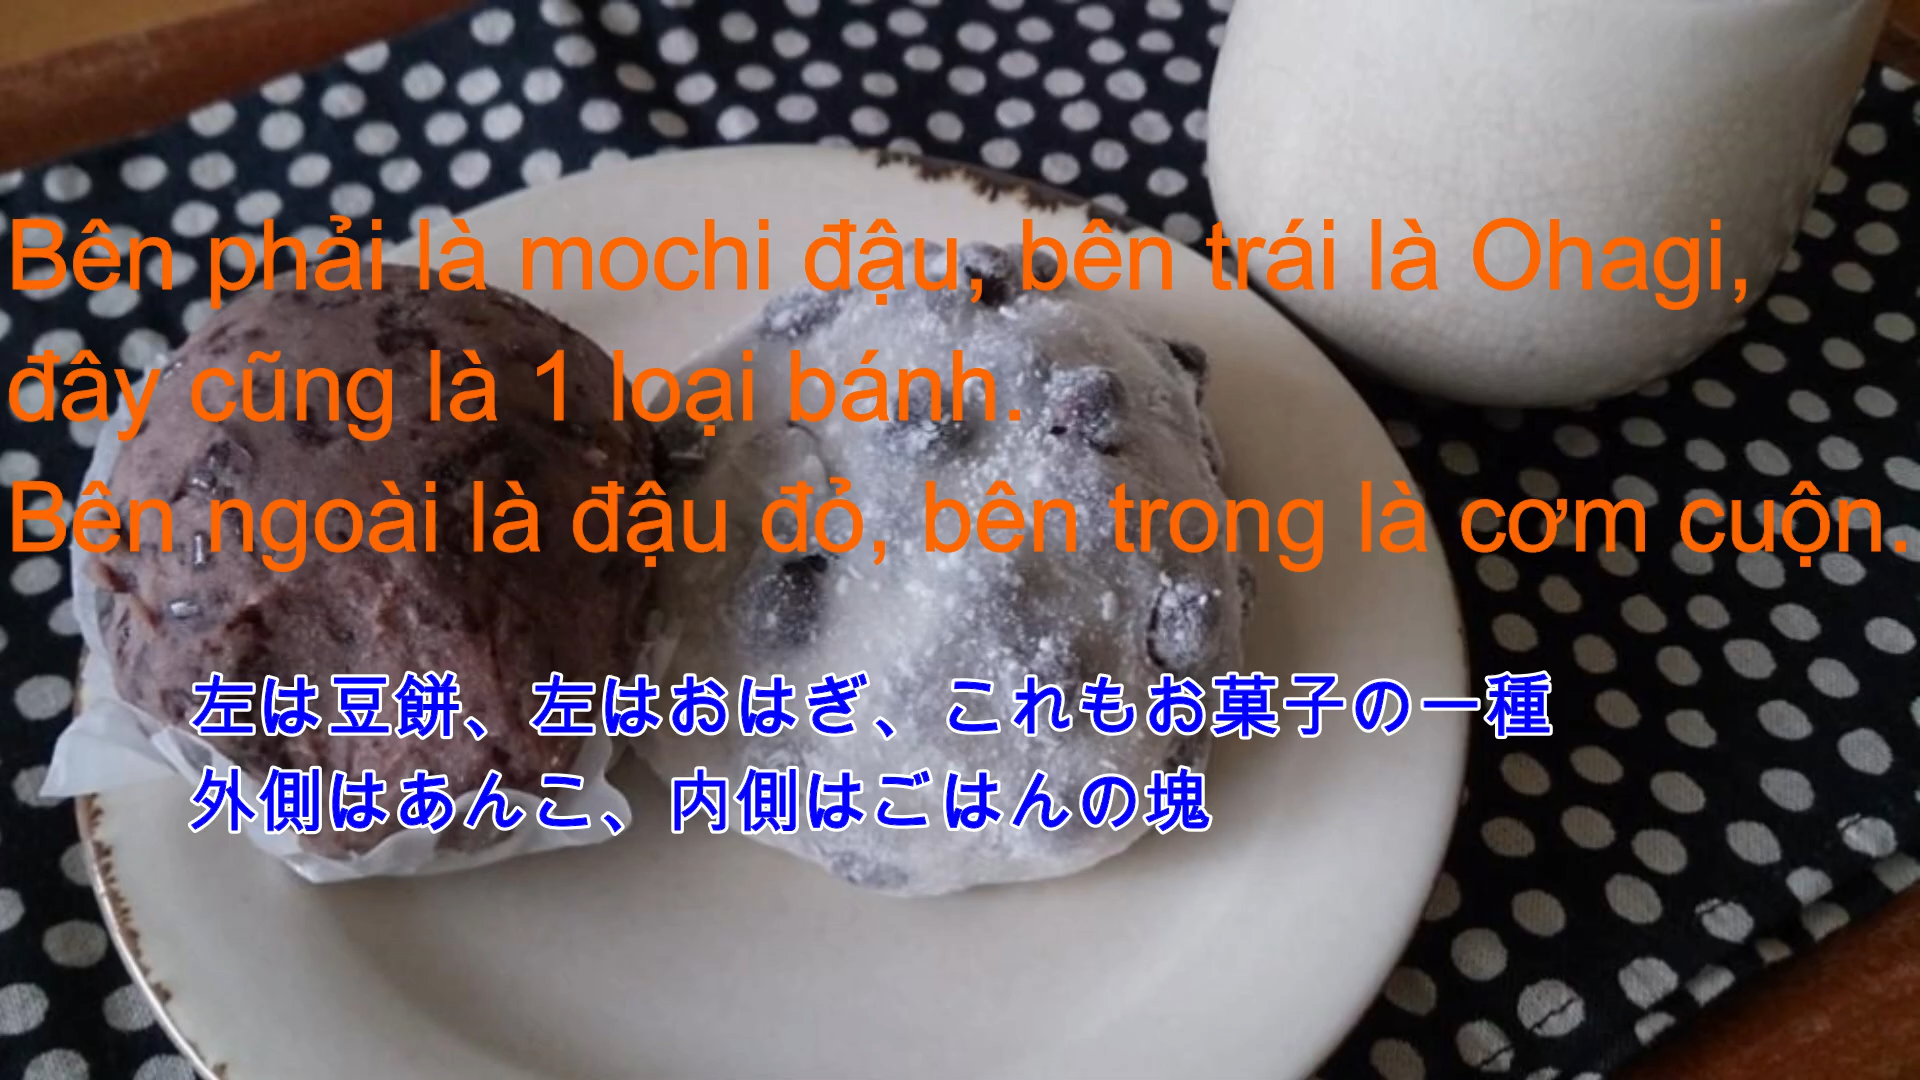 Bên phải là mochi đậu, bên trái là Ohagi,
đây cũng là 1 loại bánh.
Bên ngoài là đậu đỏ, bên trong là cơm cuộn.
左は豆餅、左はおはぎ、これもお菓子の一種
外側はあんこ、内側はごはんの塊